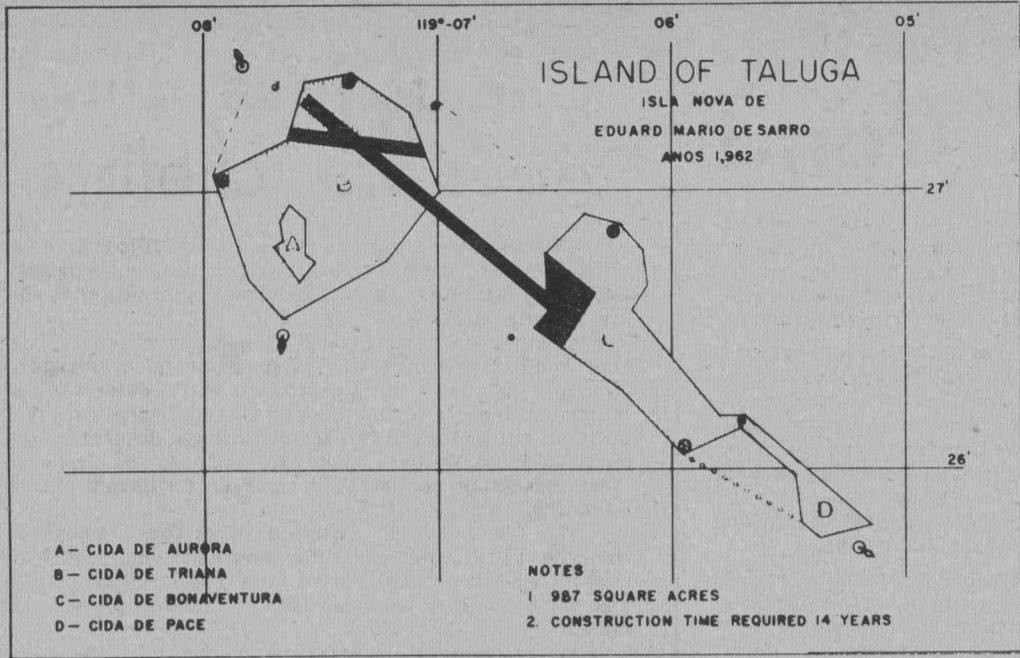 08'
119°-07'
06'
05'
ISLAND OF TALUGA
ISLA NOVA DE
EDUARD MARIO DESARRO
ANOS 1,962
27'
B
A
C
26'
D
A — CIDA DE AURORA
B — CIDA DE TRIANA
C — CIDA DE BONAVENTURA
D — CIDA DE PACE
NOTES
1. 987 SQUARE ACRES
2. CONSTRUCTION TIME REQUIRED 14 YEARS